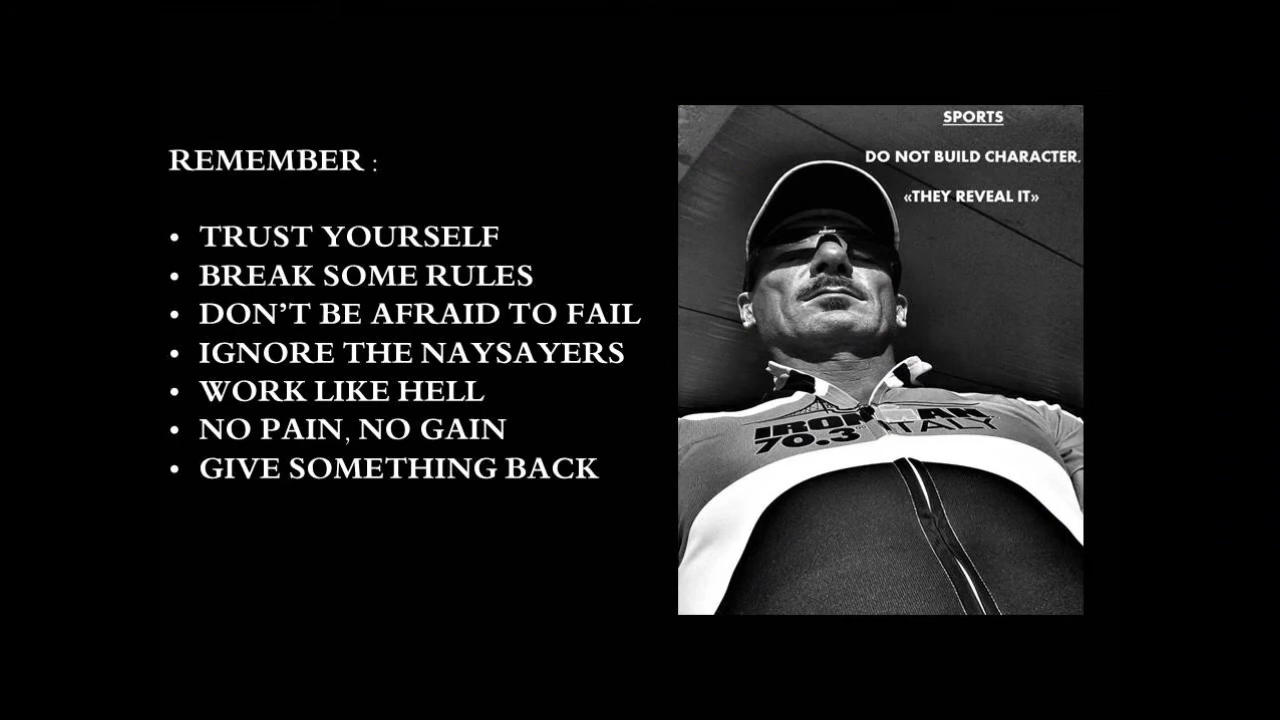 REMEMBER :
• TRUST YOURSELF
• BREAK SOME RULES
• DON'T BE AFRAID TO FAIL
• IGNORE THE NAYSAYERS
• WORK LIKE HELL
• NO PAIN, NO GAIN
• GIVE SOMETHING BACK
SPORTS
DO NOT BUILD CHARACTER.
«THEY REVEAL IT»
70.3 ITALY